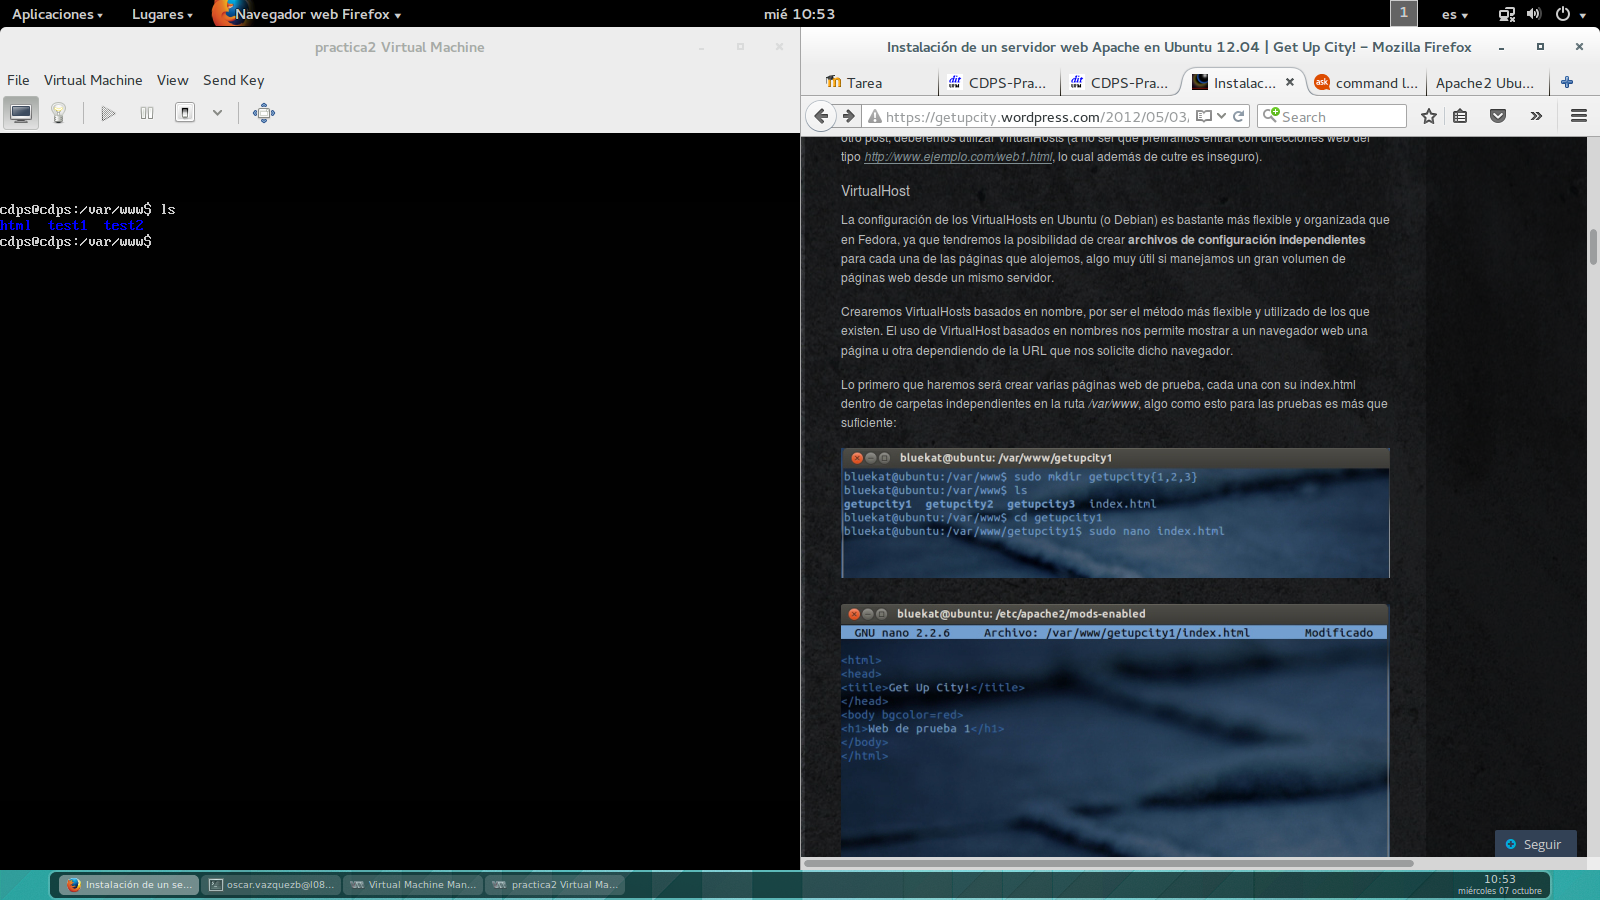 Aplicaciones
Lugares
Navegador web Firefox
mié 10:53
1
es
practica2 Virtual Machine
File Virtual Machine View Send Key
cdps@cdps:/var/www$ ls
html test1 test2
cdps@cdps:/var/www$
Instalación de un servidor web Apache en Ubuntu 12.04 | Get Up City! – Mozilla Firefox
Tarea
CDPS-Pra...
CDPS-Pra...
Instalac...
command l...
Apache2 Ubu...
https://getupcity.wordpress.com/2012/05/03/
Search
otro post, deberemos utilizar VirtualHosts (a no ser que prefiramos entrar con direcciones web del
tipo http://www.ejemplo.com/web1.html, lo cual además de cutre es inseguro).
VirtualHost
La configuración de los VirtualHosts en Ubuntu (o Debian) es bastante más flexible y organizada que
en Fedora, ya que tendremos la posibilidad de crear archivos de configuración independientes
para cada una de las páginas que alojemos, algo muy útil si manejamos un gran volumen de
páginas web desde un mismo servidor.
Crearemos VirtualHosts basados en nombre, por ser el método más flexible y utilizado de los que
existen. El uso de VirtualHost basados en nombres nos permite mostrar a un navegador web una
página u otra dependiendo de la URL que nos solicite dicho navegador.
Lo primero que haremos será crear varias páginas web de prueba, cada una con su index.html
dentro de carpetas independientes en la ruta /var/www, algo como esto para las pruebas es más que
suficiente:
bluekat@ubuntu: /var/www/getupcity1
bluekat@ubuntu:/var/www$ sudo mkdir getupcity{1,2,3}
bluekat@ubuntu:/var/www$ ls
getupcity1 getupcity2 getupcity3 index.html
bluekat@ubuntu:/var/www$ cd getupcity1
bluekat@ubuntu:/var/www/getupcity1$ sudo nano index.html
bluekat@ubuntu: /etc/apache2/mods-enabled
GNU nano 2.2.6 Archivo: /var/www/getupcity1/index.html Modificado
<html>
<head>
<title>Get Up City!</title>
</head>
<body bgcolor=red>
<h1>Web de prueba 1</h1>
</body>
</html>
Seguir
Instalación de un se...
oscar.vazquezb@l08...
Virtual Machine Man...
practica2 Virtual Ma...
10:53
miércoles 07 octubre